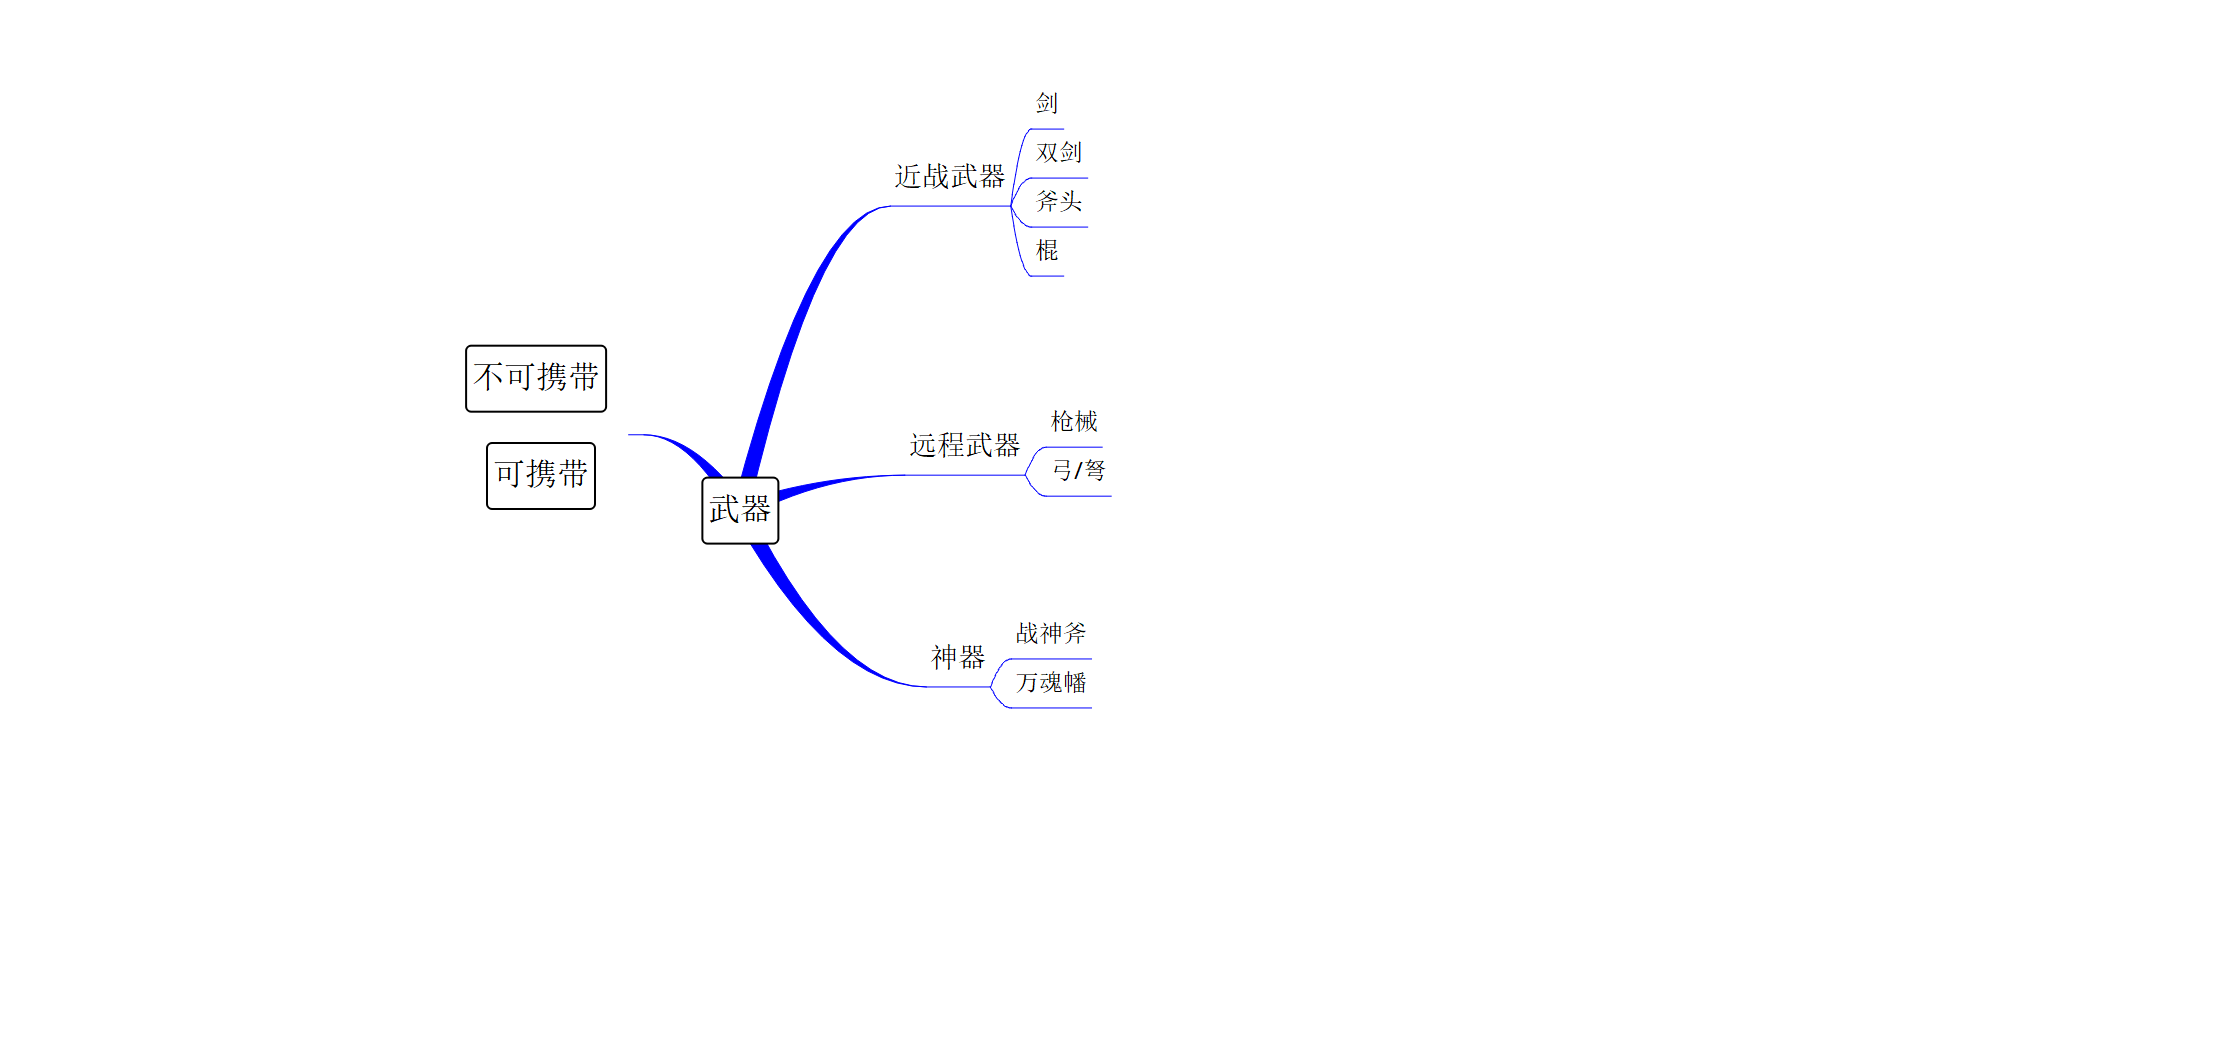 不可携带
可携带
武器
近战武器
剑
双剑
斧头
棍
远程武器
枪械
弓/弩
神器
战神斧
万魂幡